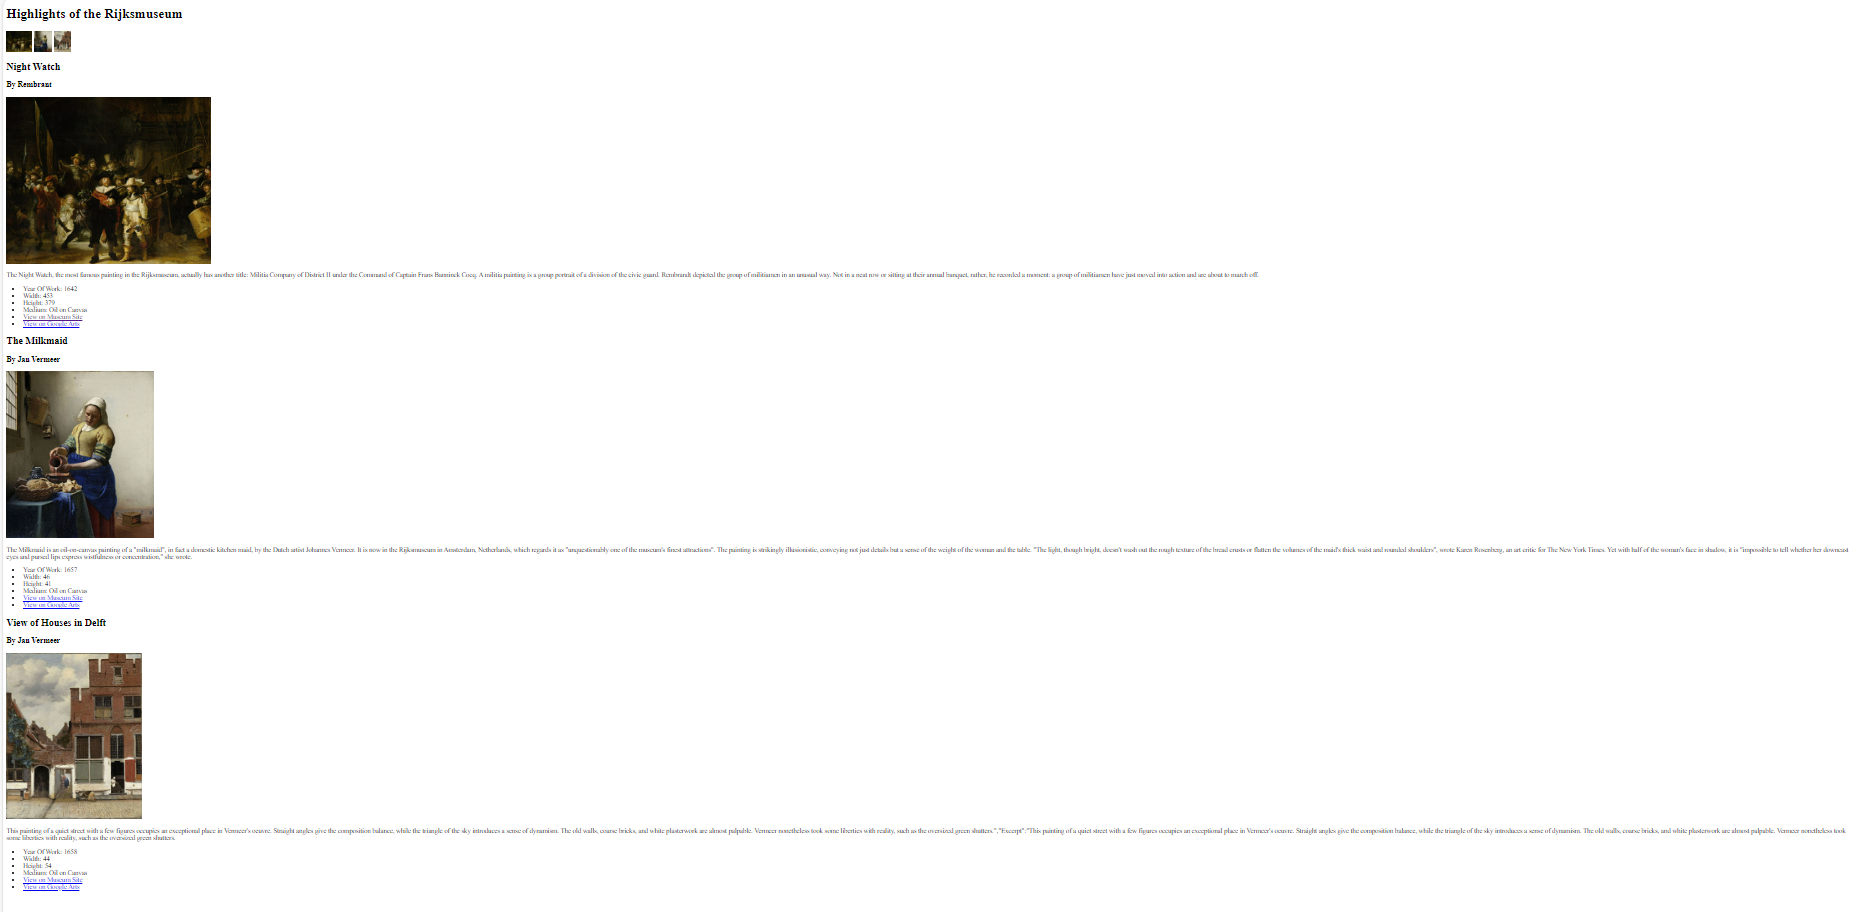 Highlights of the Rijksmuseum
Night Watch
By Rembrant
The Night Watch, the most famous painting in the Rijksmuseum, actually has another title: Militia Company of District II under the Command of Captain Frans Banninck Cocq. A militia painting is a group portrait of a division of the civic guard. Rembrandt depicted the group of militiamen in an unusual way. Not in a neat row or sitting at their annual banquet, rather, he recorded a moment: a group of militiamen have just moved into action and are about to march off.
Year Of Work: 1642
Width: 453
Height: 379
Medium: Oil on Canvas
View on Museum Site
View on Google Arts
The Milkmaid
By Jan Vermeer
The Milkmaid is an oil-on-canvas painting of a "milkmaid", in fact a domestic kitchen maid, by the Dutch artist Johannes Vermeer. It is now in the Rijksmuseum in Amsterdam, Netherlands, which regards it as "unquestionably one of the museum's finest attractions". The painting is strikingly illusionistic, conveying not just details but a sense of the weight of the woman and the table. "The light, though bright, doesn't wash out the rough texture of the bread crusts or flatten the volumes of the maid's thick waist and rounded shoulders", wrote Karen Rosenberg, an art critic for The New York Times. Yet with half of the woman's face in shadow, it is "impossible to tell whether her downcast
eyes and pursed lips express wistfulness or concentration," she wrote.
Year Of Work: 1657
Width: 46
Height: 41
Medium: Oil on Canvas
View on Museum Site
View on Google Arts
View of Houses in Delft
By Jan Vermeer
This painting of a quiet street with a few figures occupies an exceptional place in Vermeer's oeuvre. Straight angles give the composition balance, while the triangle of the sky introduces a sense of dynamism. The old walls, coarse bricks, and white plasterwork are almost palpable. Vermeer nonetheless took some liberties with reality, such as the oversized green shutters.","Excerpt":"This painting of a quiet street with a few figures occupies an exceptional place in Vermeer's oeuvre. Straight angles give the composition balance, while the triangle of the sky introduces a sense of dynamism. The old walls, coarse bricks, and white plasterwork are almost palpable. Vermeer nonetheless took
some liberties with reality, such as the oversized green shutters.
Year Of Work: 1658
Width: 44
Height: 54
Medium: Oil on Canvas
View on Museum Site
View on Google Arts